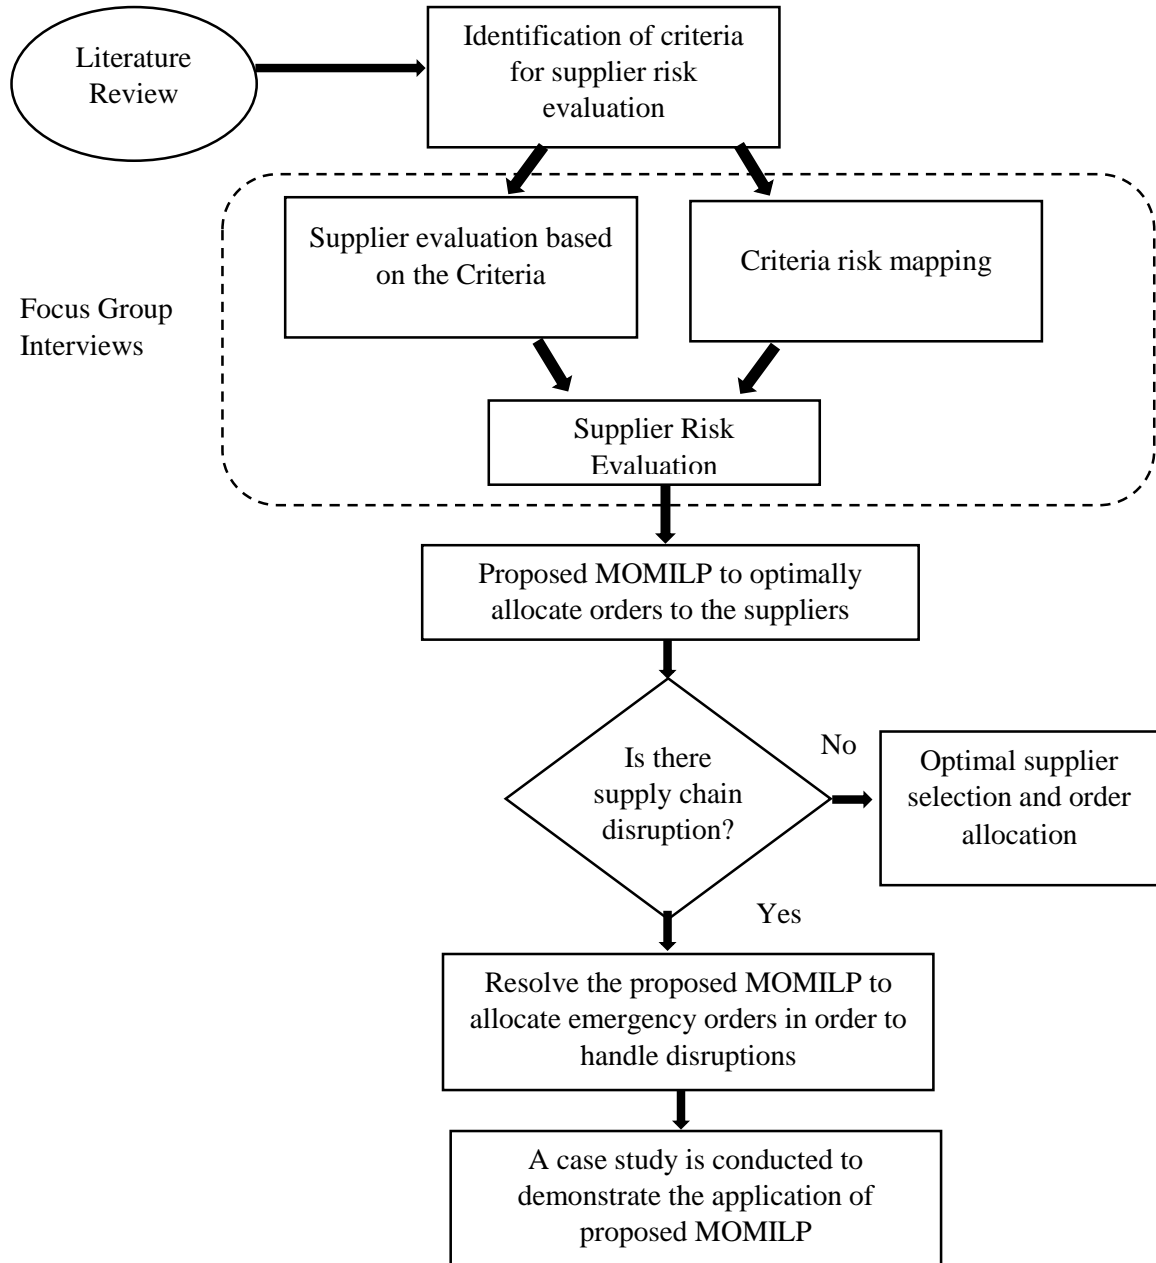 Literature
Review
Identification of criteria
for supplier risk
evaluation
Supplier evaluation based
on the Criteria
Criteria risk mapping
Focus Group
Interviews
Supplier Risk
Evaluation
Proposed MOMILP to optimally
allocate orders to the suppliers
Is there
supply chain
disruption?
No
Optimal supplier
selection and order
allocation
Yes
Resolve the proposed MOMILP to
allocate emergency orders in order to
handle disruptions
A case study is conducted to
demonstrate the application of
proposed MOMILP